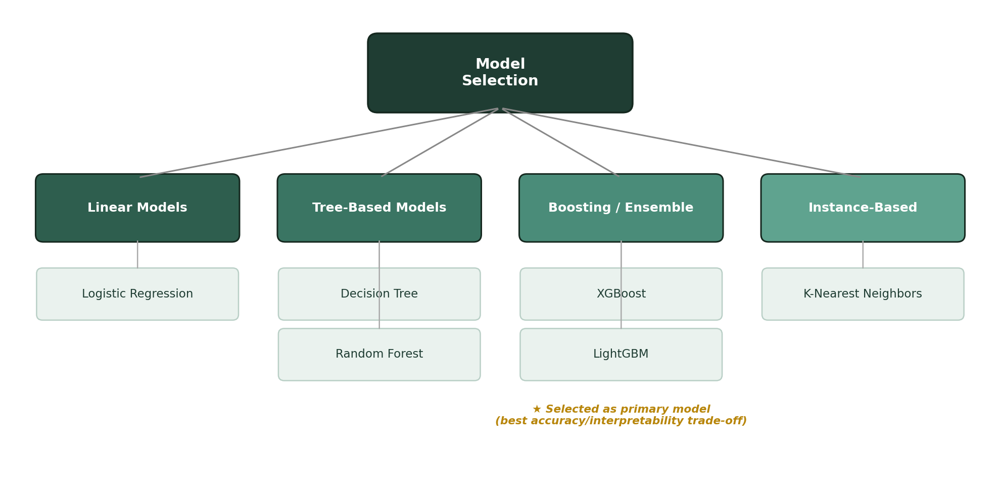 Model
Selection
Linear Models
Tree-Based Models
Boosting / Ensemble
Instance-Based
Logistic Regression
Decision Tree
XGBoost
K-Nearest Neighbors
Random Forest
LightGBM
★ Selected as primary model
(best accuracy/interpretability trade-off)